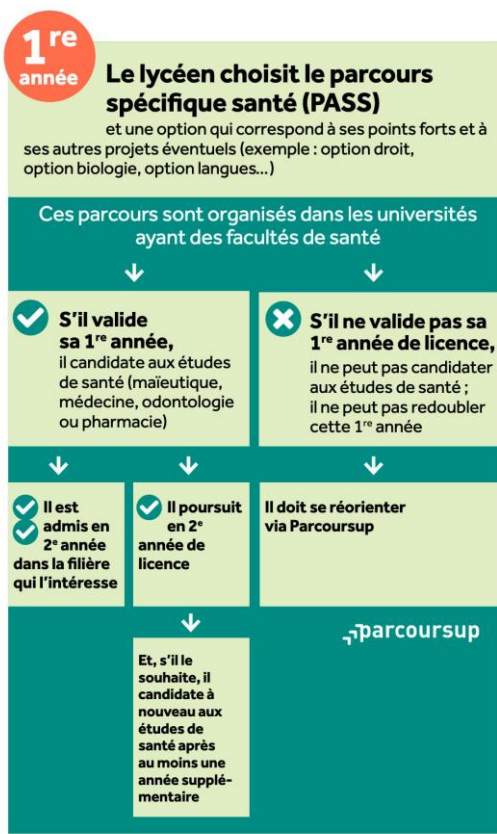 1re
année
Le lycéen choisit le parcours
spécifique santé (PASS)
et une option qui correspond à ses points forts et à
ses autres projets éventuels (exemple : option droit,
option biologie, option langues...)
Ces parcours sont organisés dans les universités
ayant des facultés de santé
S'il valide
sa 1re année,
il candidate aux études
de santé (maïeutique,
médecine, odontologie
ou pharmacie)
S'il ne valide pas sa
1re année de licence,
il ne peut pas candidater
aux études de santé ;
il ne peut pas redoubler
cette 1re année
Il est
admis en
2e année
dans la filière
qui l'intéresse
Il poursuit
en 2e
année de
licence
Il doit se réorienter
via Parcoursup
Et, s'il le
souhaite, il
candidate à
nouveau aux
études de
santé après
au moins une
année supplé-
mentaire
parcoursup